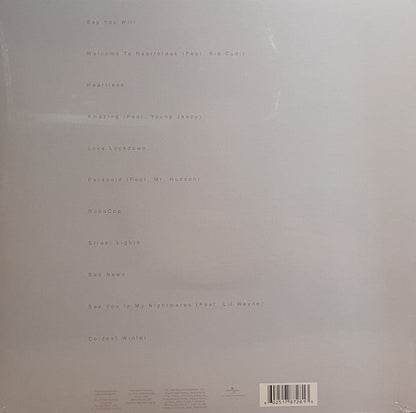 Say You Will
Welcome To Heartbreak (Feat. Kid Cudi)
Heartless
Amazing (Feat. Young Jeezy)
Love Lockdown
Paranoid (Feat. Mr. Hudson)
RoboCop
Street Lights
Bad News
See You In My Nightmares (Feat. Lil Wayne)
Coldest Winter